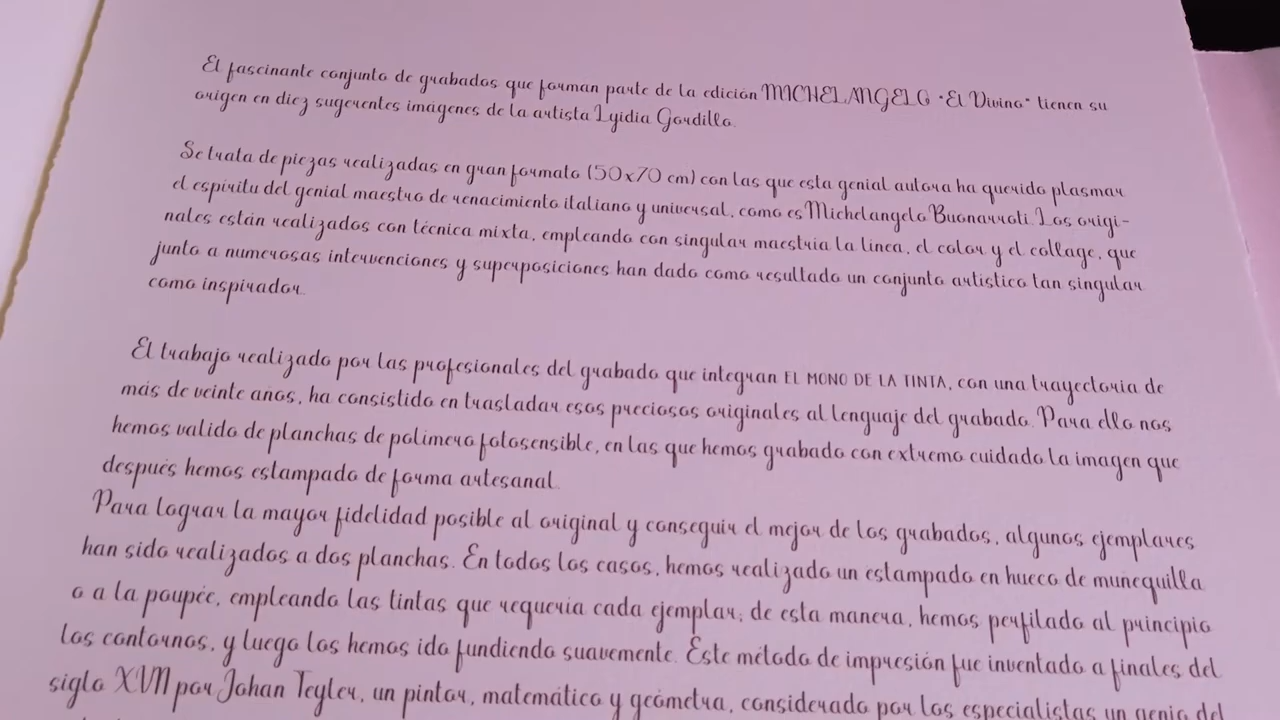 El fascinante conjunto de grabados que forman parte de la edición MICHELANGELO "El Divino" tienen su
origen en diez sugerentes imágenes de la artista Lyidia Gordillo.
Se trata de piezas realizadas en gran formato (50x70 cm) con las que esta genial autora ha querido plasmar
el espíritu del genial maestro de renacimiento italiano y universal, como es Michelangelo Buonarroti. Los origi-
nales están realizados con técnica mixta, empleando con singular maestría la línea, el color y el collage, que
junto a numerosas intervenciones y superposiciones han dado como resultado un conjunto artístico tan singular
como inspirador.
El trabajo realizado por las profesionales del grabado que integran EL MONO DE LA TINTA, con una trayectoria de
más de veinte años, ha consistido en trasladar esos preciosos originales al lenguaje del grabado. Para ello nos
hemos valido de planchas de polímero fotosensible, en las que hemos grabado con extremo cuidado la imagen que
después hemos estampado de forma artesanal.
Para lograr la mayor fidelidad posible al original y conseguir el mejor de los grabados, algunos ejemplares
han sido realizados a dos planchas. En todos los casos, hemos realizado un estampado en hueco de muñequilla
o a la poupée, empleando las tintas que requería cada ejemplar; de esta manera, hemos perfilado al principio
los contornos, y luego los hemos ido fundiendo suavemente. Este método de impresión fue inventado a finales del
siglo XVII por Johan Teyler, un pintor, matemático y geómetra, considerado por los especialistas un genio del